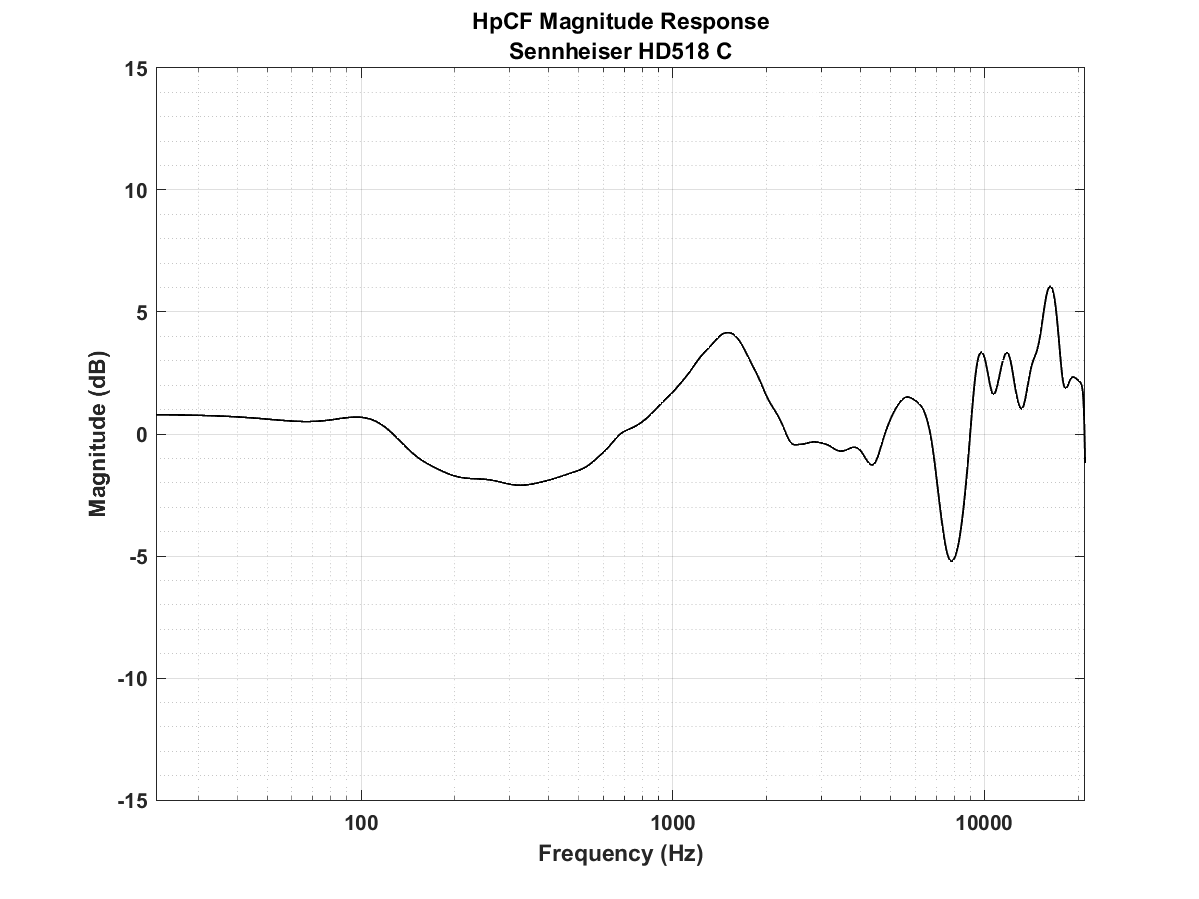 HpCF Magnitude Response
Sennheiser HD518 C
15
10
5
0
-5
-10
-15
Magnitude (dB)
100 1000 10000
Frequency (Hz)